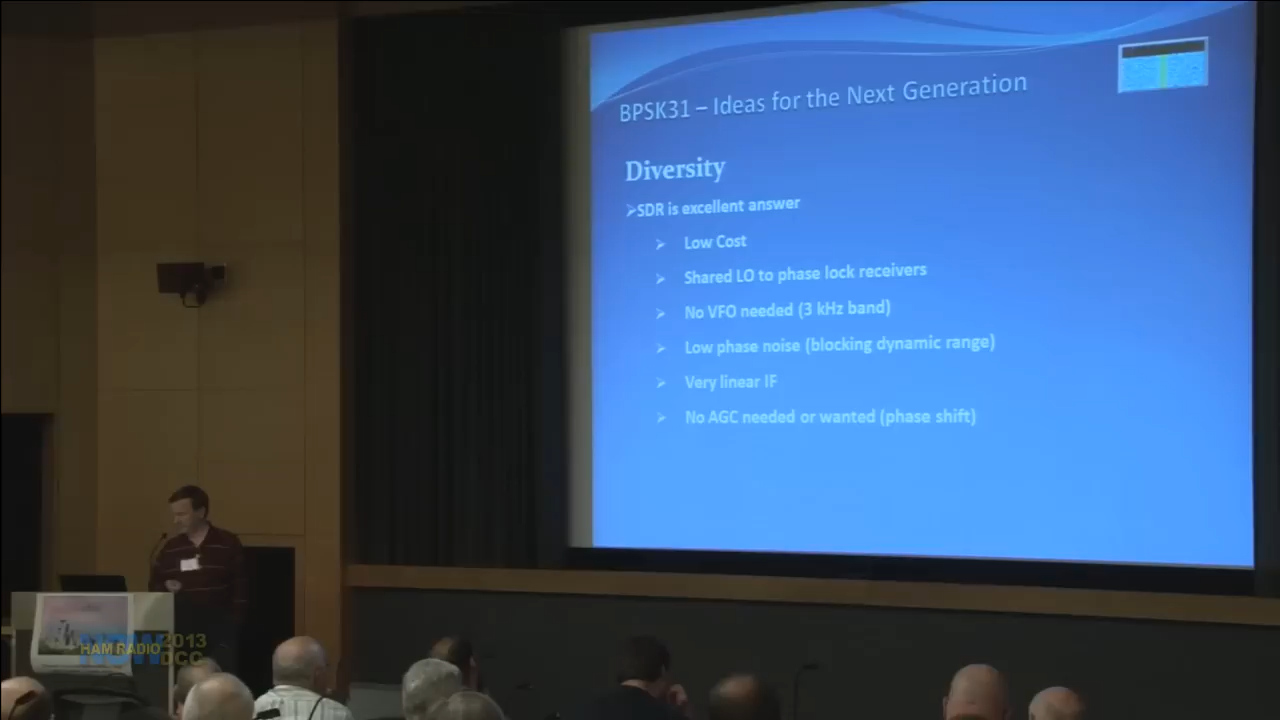 BPSK31 – Ideas for the Next Generation
Diversity
➢SDR is excellent answer
➢ Low Cost
➢ Shared LO to phase lock receivers
➢ No VFO needed (3 kHz band)
➢ Low phase noise (blocking dynamic range)
➢ Very linear IF
➢ No AGC needed or wanted (phase shift)
HAM RADIO 2013
DCC